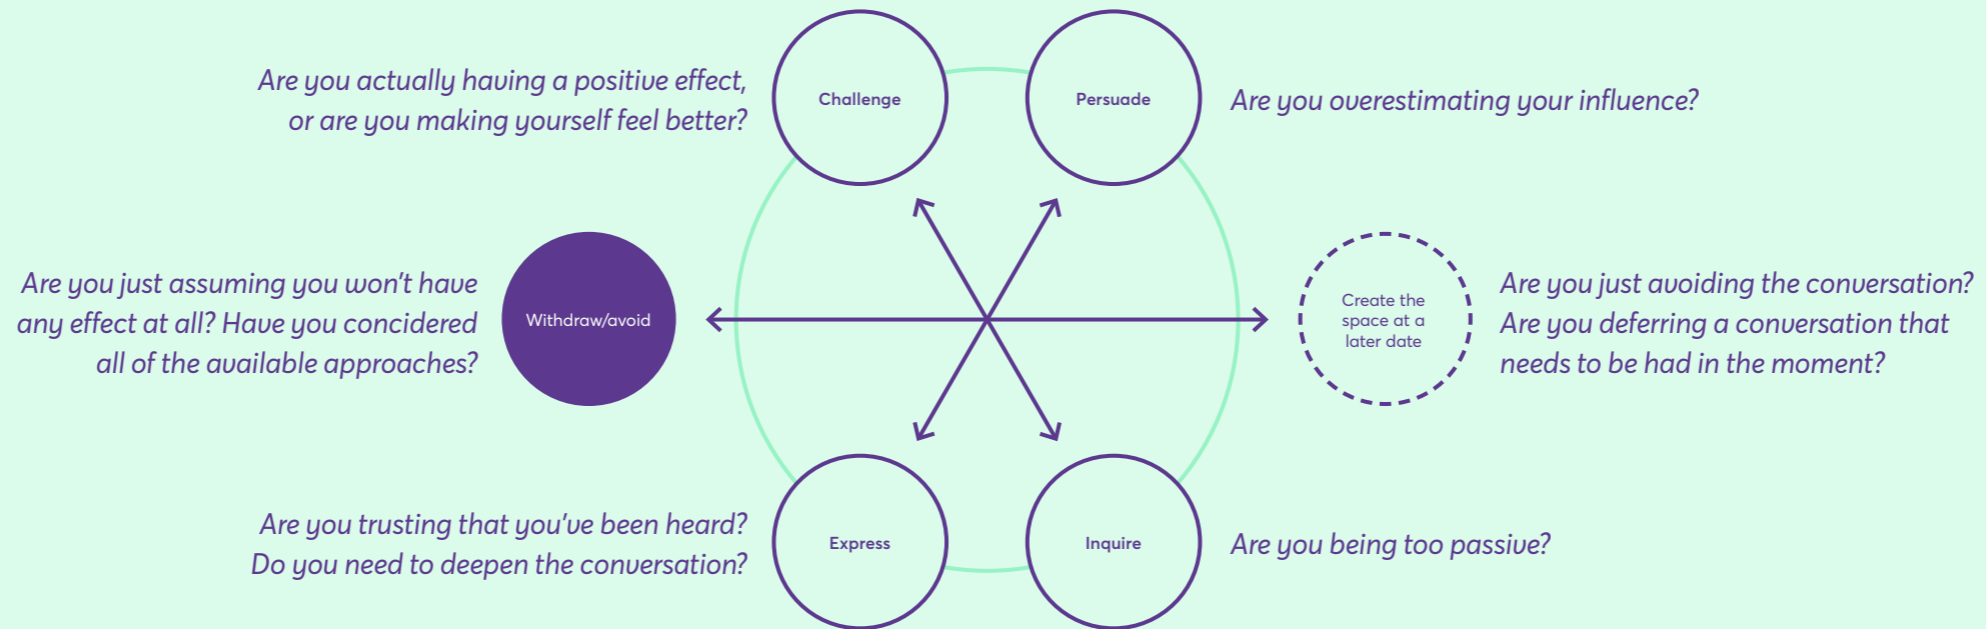 Are you actually having a positive effect,
or are you making yourself feel better?
Challenge
Persuade
Are you overestimating your influence?
Are you just assuming you won't have
any effect at all? Have you concidered
all of the available approaches?
Withdraw/avoid
Create the
space at a
later date
Are you just avoiding the conversation?
Are you deferring a conversation that
needs to be had in the moment?
Are you trusting that you've been heard?
Do you need to deepen the conversation?
Express
Inquire
Are you being too passive?